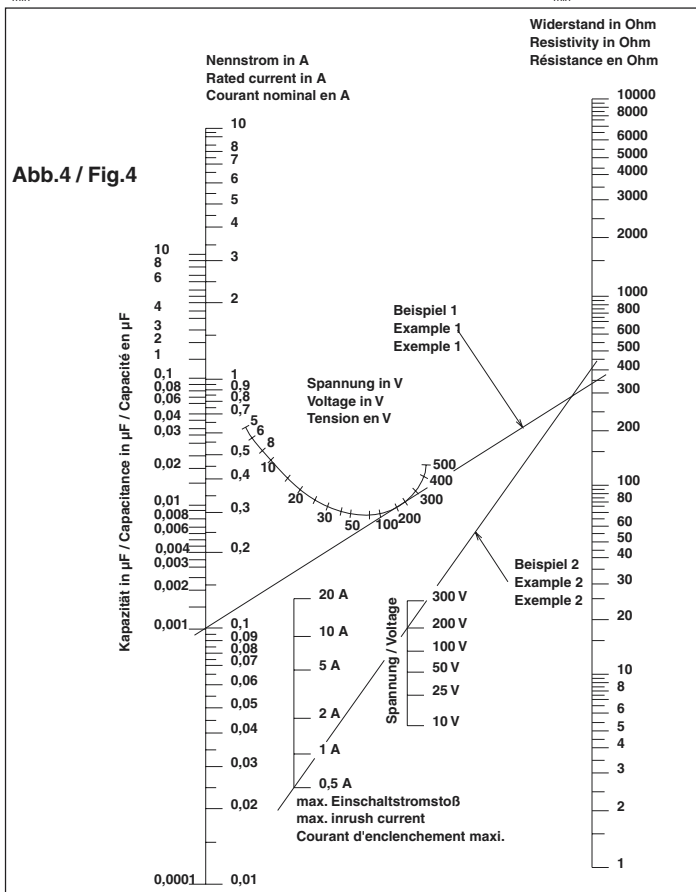 Widerstand in Ohm
Resistivity in Ohm
Résistance en Ohm
Nennstrom in A
Rated current in A
Courant nominal en A
Abb.4 / Fig.4
Kapazität in µF / Capacitance in µF / Capacité en µF
10
8
6
4
3
2
1
0,1
0,08
0,06
0,04
0,03
0,02
0,01
0,008
0,006
0,004
0,003
0,002
0,001
0,0001
10
8
7
6
5
4
3
2
1
0,9
0,8
0,7
0,5
0,4
0,3
0,2
0,1
0,09
0,08
0,07
0,06
0,05
0,04
0,03
0,02
0,01
Spannung in V
Voltage in V
Tension en V
5
6
8
10
20
30
50
100
200
300
400
500
Beispiel 1
Example 1
Exemple 1
20 A
10 A
5 A
2 A
1 A
0,5 A
max. Einschaltstromstoß
max. inrush current
Courant d'enclenchement maxi.
Spannung / Voltage
300 V
200 V
100 V
50 V
25 V
10 V
Beispiel 2
Example 2
Exemple 2
10000
8000
6000
5000
4000
3000
2000
1000
800
600
500
400
300
200
100
80
60
50
40
30
20
10
8
6
5
4
3
2
1